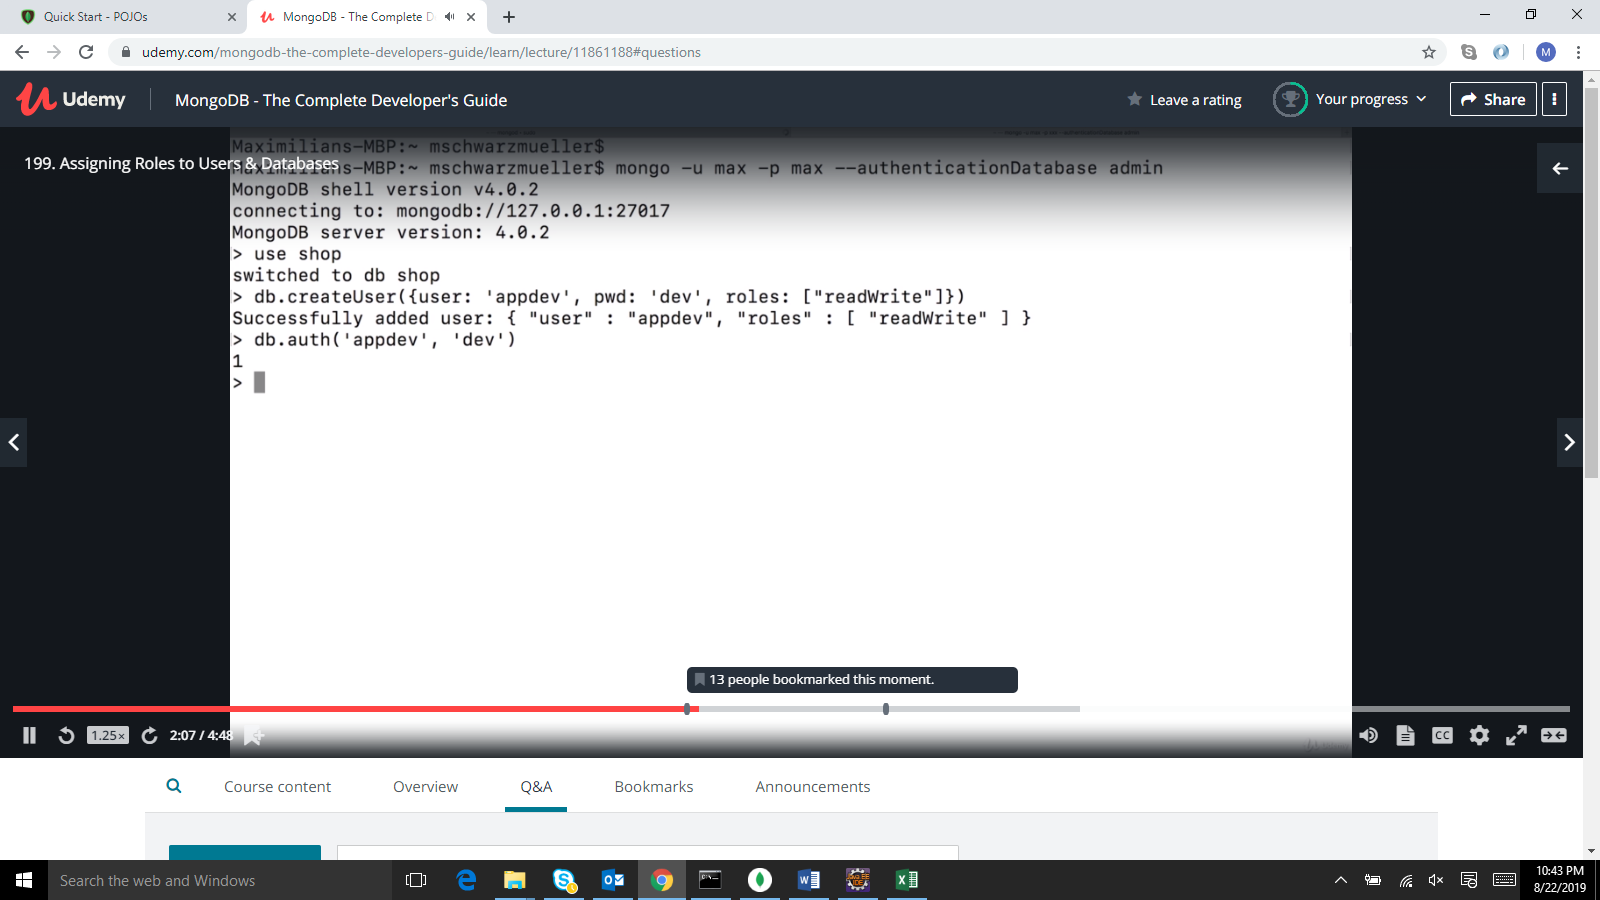 Quick Start - POJOs
MongoDB - The Complete D
udemy.com/mongodb-the-complete-developers-guide/learn/lecture/11861188#questions
M
Udemy
MongoDB - The Complete Developer's Guide
Leave a rating
Your progress
Share
199. Assigning Roles to Users & Databases
Maximilians-MBP:~ mschwarzmueller$
Maximilians-MBP:~ mschwarzmueller$ mongo -u max -p max --authenticationDatabase admin
MongoDB shell version v4.0.2
connecting to: mongodb://127.0.0.1:27017
MongoDB server version: 4.0.2
> use shop
switched to db shop
> db.createUser({user: 'appdev', pwd: 'dev', roles: ["readWrite"]})
Successfully added user: { "user" : "appdev", "roles" : [ "readWrite" ] }
> db.auth('appdev', 'dev')
1
>
13 people bookmarked this moment.
1.25×
2:07 / 4:48
CC
Course content
Overview
Q&A
Bookmarks
Announcements
Search the web and Windows
10:43 PM
8/22/2019